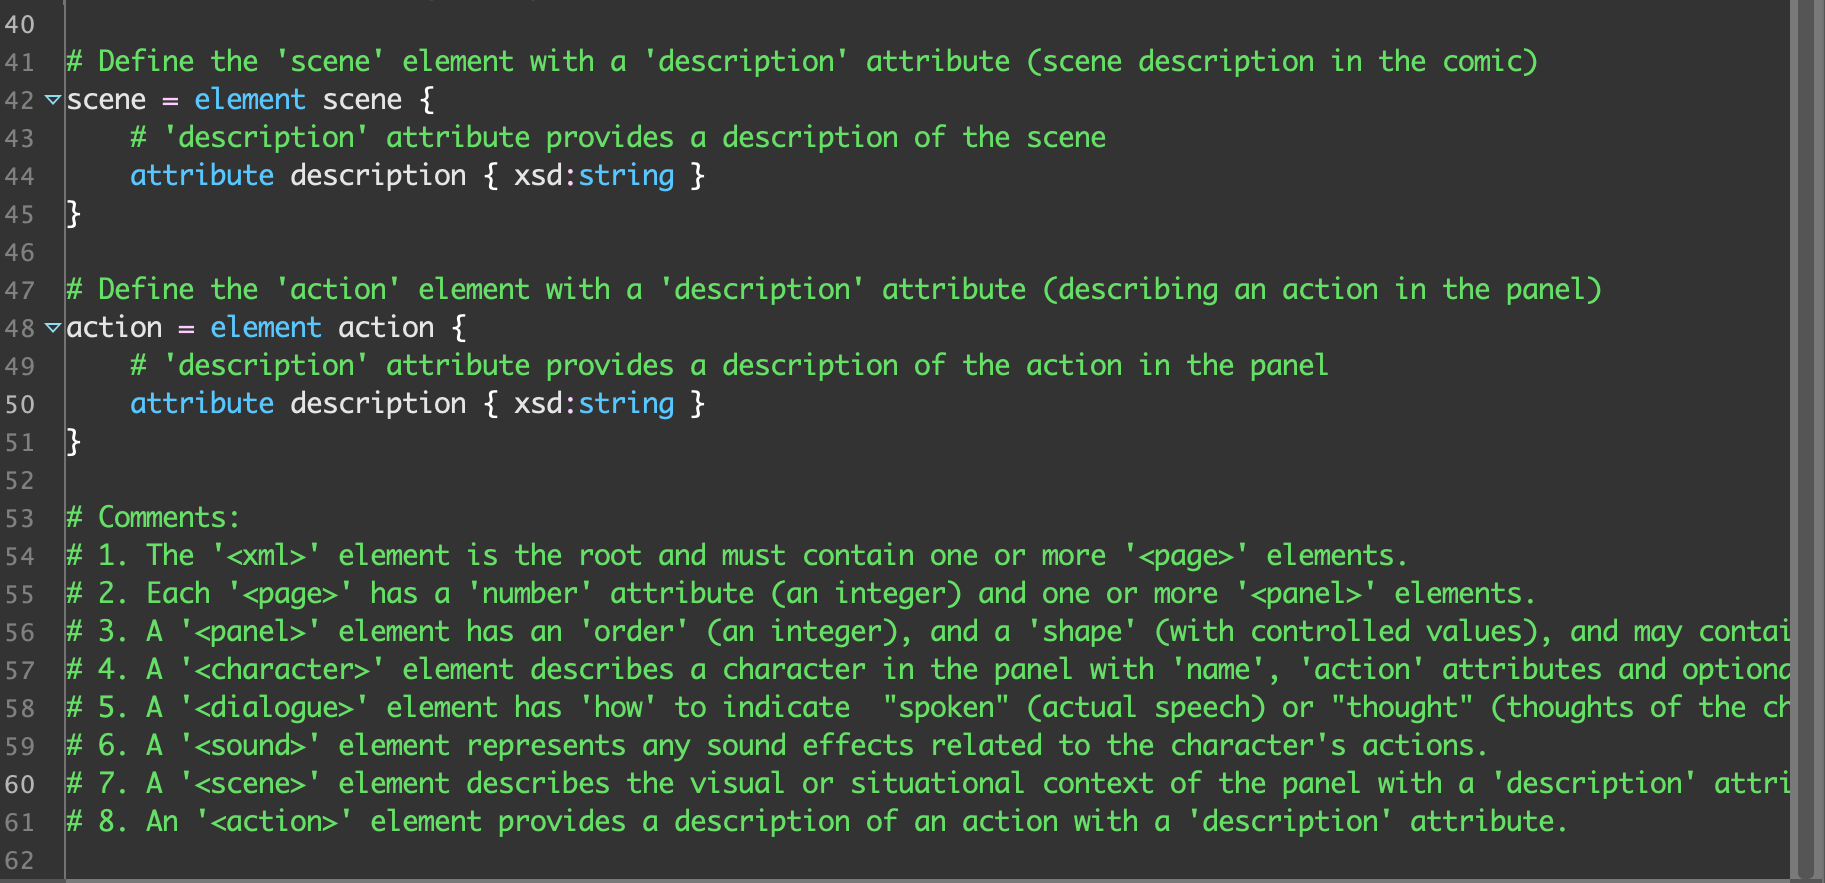 40
41 # Define the 'scene' element with a 'description' attribute (scene description in the comic)
42 scene = element scene {
43     # 'description' attribute provides a description of the scene
44     attribute description { xsd:string }
45 }
46
47 # Define the 'action' element with a 'description' attribute (describing an action in the panel)
48 action = element action {
49     # 'description' attribute provides a description of the action in the panel
50     attribute description { xsd:string }
51 }
52
53 # Comments:
54 # 1. The '<xml>' element is the root and must contain one or more '<page>' elements.
55 # 2. Each '<page>' has a 'number' attribute (an integer) and one or more '<panel>' elements.
56 # 3. A '<panel>' element has an 'order' (an integer), and a 'shape' (with controlled values), and may contai
57 # 4. A '<character>' element describes a character in the panel with 'name', 'action' attributes and optiona
58 # 5. A '<dialogue>' element has 'how' to indicate  "spoken" (actual speech) or "thought" (thoughts of the ch
59 # 6. A '<sound>' element represents any sound effects related to the character's actions.
60 # 7. A '<scene>' element describes the visual or situational context of the panel with a 'description' attri
61 # 8. An '<action>' element provides a description of an action with a 'description' attribute.
62